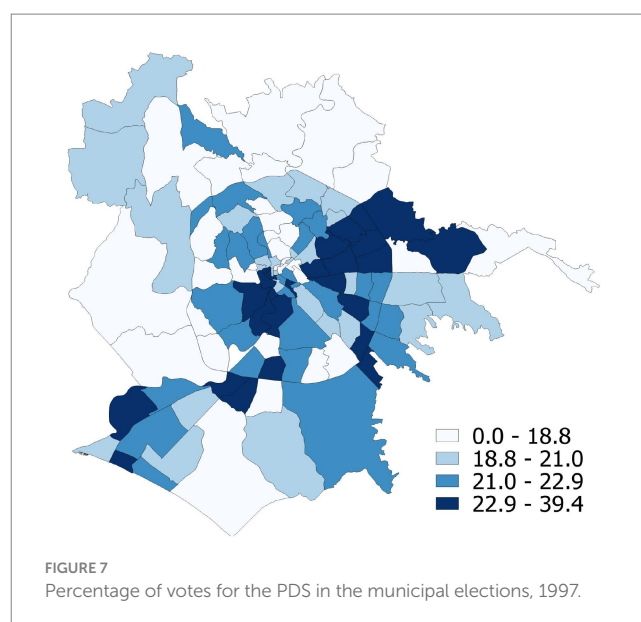 0.0 - 18.8
18.8 - 21.0
21.0 - 22.9
22.9 - 39.4
FIGURE 7
Percentage of votes for the PDS in the municipal elections, 1997.